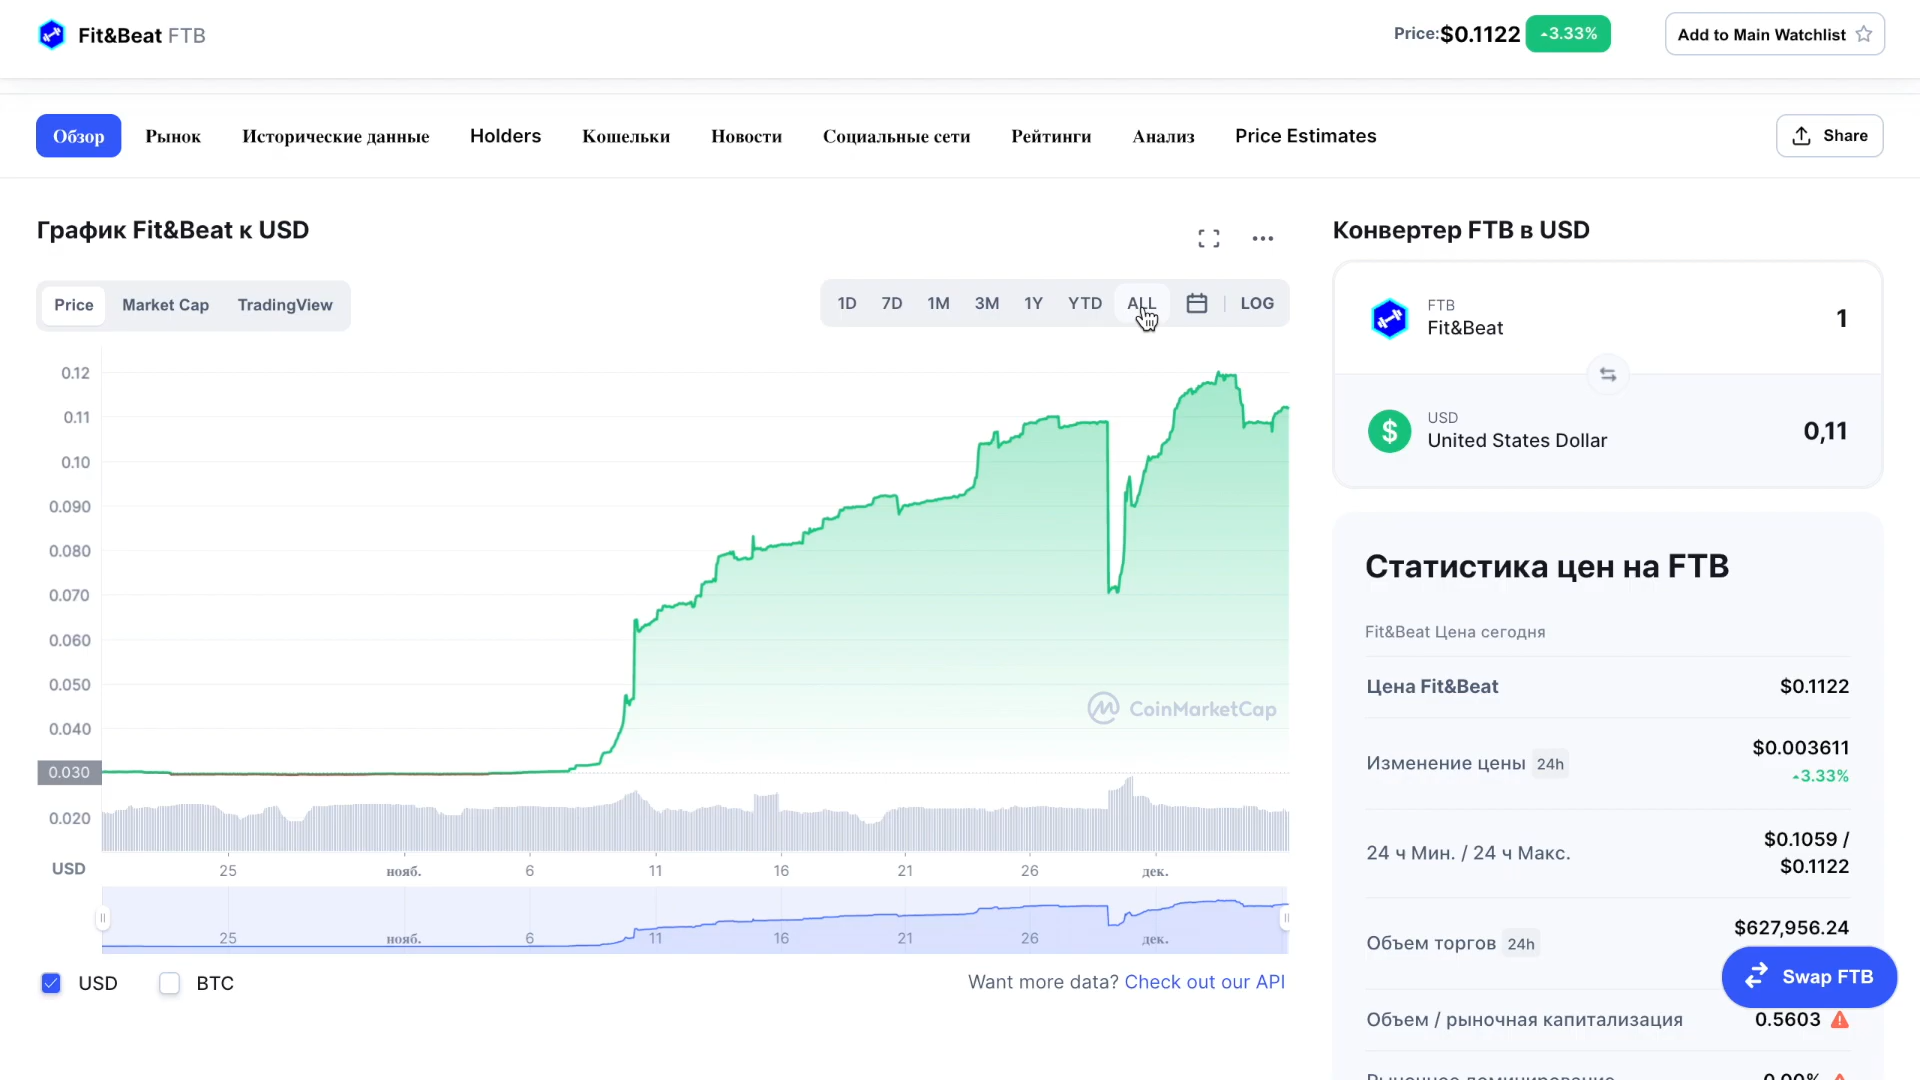 Fit&Beat FTB
Price: $0.1122 3.33%
Add to Main Watchlist
Обзор Рынок Исторические данные Holders Кошельки Новости Социальные сети Рейтинги Анализ Price Estimates
Share
График Fit&Beat к USD
Price Market Cap TradingView
1D 7D 1M 3M 1Y YTD ALL LOG
0.12
0.11
0.10
0.090
0.080
0.070
0.060
0.050
0.040
0.030
0.020
CoinMarketCap
USD 25 нояб. 6 11 16 21 26 дек.
25 нояб. 6 11 16 21 26 дек.
USD BTC
Want more data? Check out our API
Конвертер FTB в USD
FTB
Fit&Beat 1
USD
United States Dollar 0,11
Статистика цен на FTB
Fit&Beat Цена сегодня
Цена Fit&Beat $0.1122
Изменение цены 24h $0.003611
3.33%
24 ч Мин. / 24 ч Макс. $0.1059 /
$0.1122
Объем торгов 24h $627,956.24
Swap FTB
Объем / рыночная капитализация 0.5603